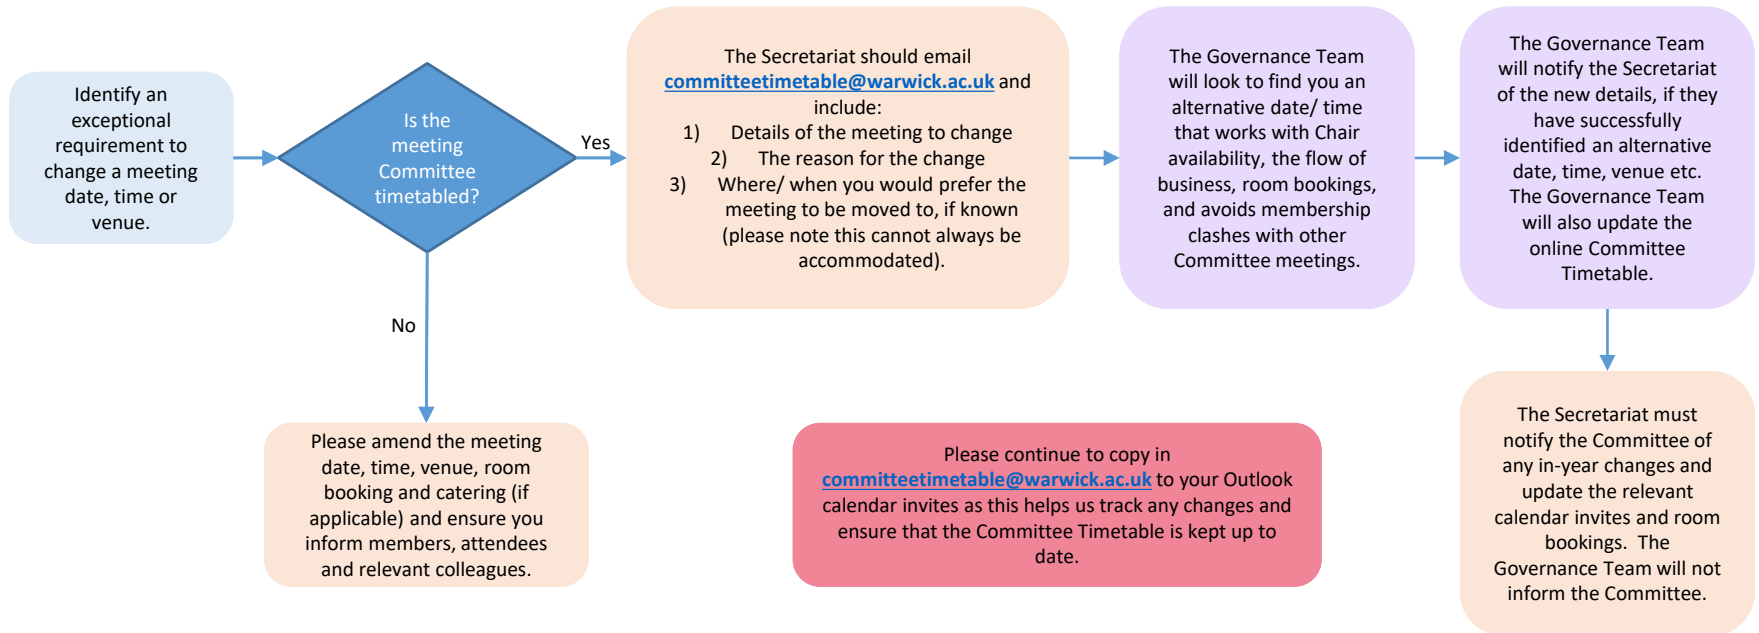 Identify an
exceptional
requirement to
change a meeting
date, time or
venue.
Is the
meeting
Committee
timetabled?
Yes
No
The Secretariat should email
committeetimetable@warwick.ac.uk and
include:
1) Details of the meeting to change
2) The reason for the change
3) Where/ when you would prefer the
meeting to be moved to, if known
(please note this cannot always be
accommodated).
The Governance Team
will look to find you an
alternative date/ time
that works with Chair
availability, the flow of
business, room bookings,
and avoids membership
clashes with other
Committee meetings.
The Governance Team
will notify the Secretariat
of the new details, if they
have successfully
identified an alternative
date, time, venue etc.
The Governance Team
will also update the
online Committee
Timetable.
Please amend the meeting
date, time, venue, room
booking and catering (if
applicable) and ensure you
inform members, attendees
and relevant colleagues.
Please continue to copy in
committeetimetable@warwick.ac.uk to your Outlook
calendar invites as this helps us track any changes and
ensure that the Committee Timetable is kept up to
date.
The Secretariat must
notify the Committee of
any in-year changes and
update the relevant
calendar invites and room
bookings.  The
Governance Team will not
inform the Committee.